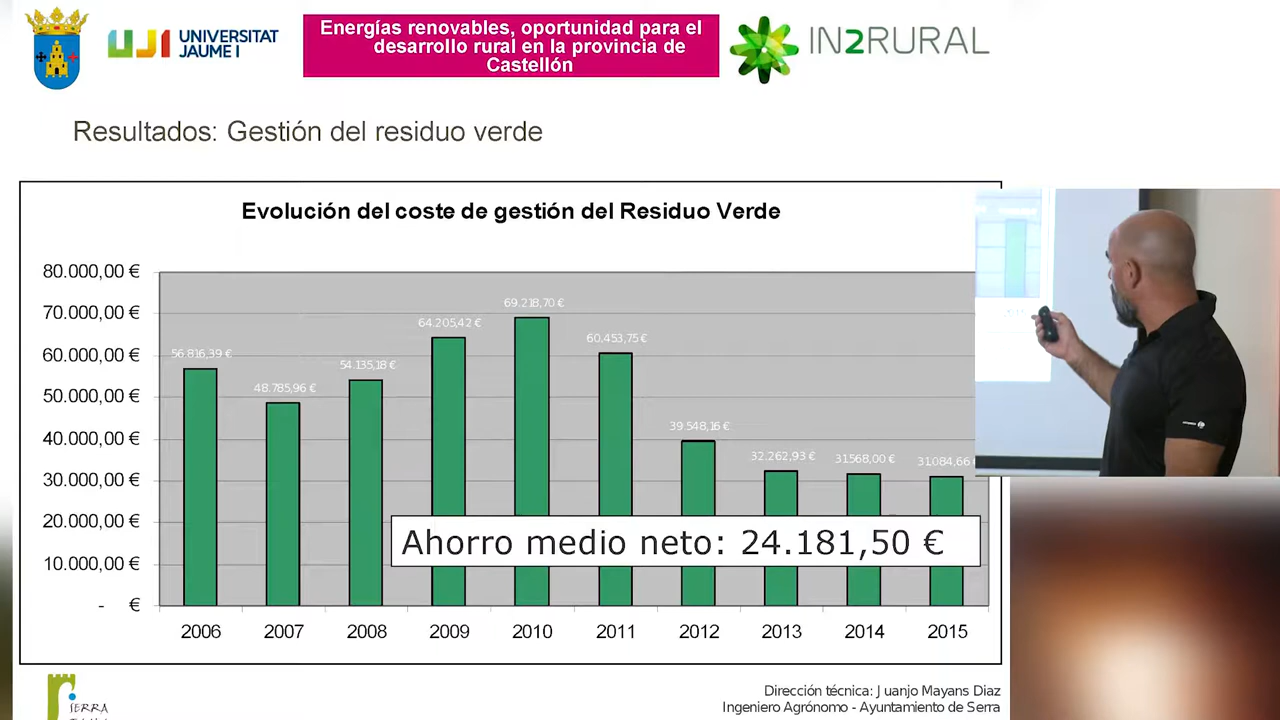 UJI UNIVERSITAT
JAUME I
Energías renovables, oportunidad para el
desarrollo rural en la provincia de
Castellón
IN2RURAL
Resultados: Gestión del residuo verde
Evolución del coste de gestión del Residuo Verde
80.000,00 €
70.000,00 €
60.000,00 €
50.000,00 €
40.000,00 €
30.000,00 €
20.000,00 €
10.000,00 €
- €
56.816,39 €
48.785,96 €
54.135,18 €
64.205,42 €
69.218,70 €
60.453,75 €
39.548,16 €
32.262,93 €
31.568,00 €
31.084,66
Ahorro medio neto: 24.181,50 €
2006 2007 2008 2009 2010 2011 2012 2013 2014 2015
SERRA
Dirección técnica: Juanjo Mayans Diaz
Ingeniero Agrónomo - Ayuntamiento de Serra